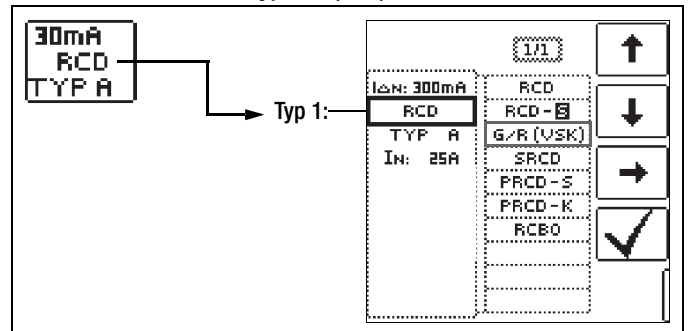 30mA
RCD
TYP A
Typ 1:
1/1
IΔN: 300mA
RCD
TYP A
IN: 25A
RCD
RCD-S
G/R (VSK)
SRCD
PRCD-S
PRCD-K
RCBO